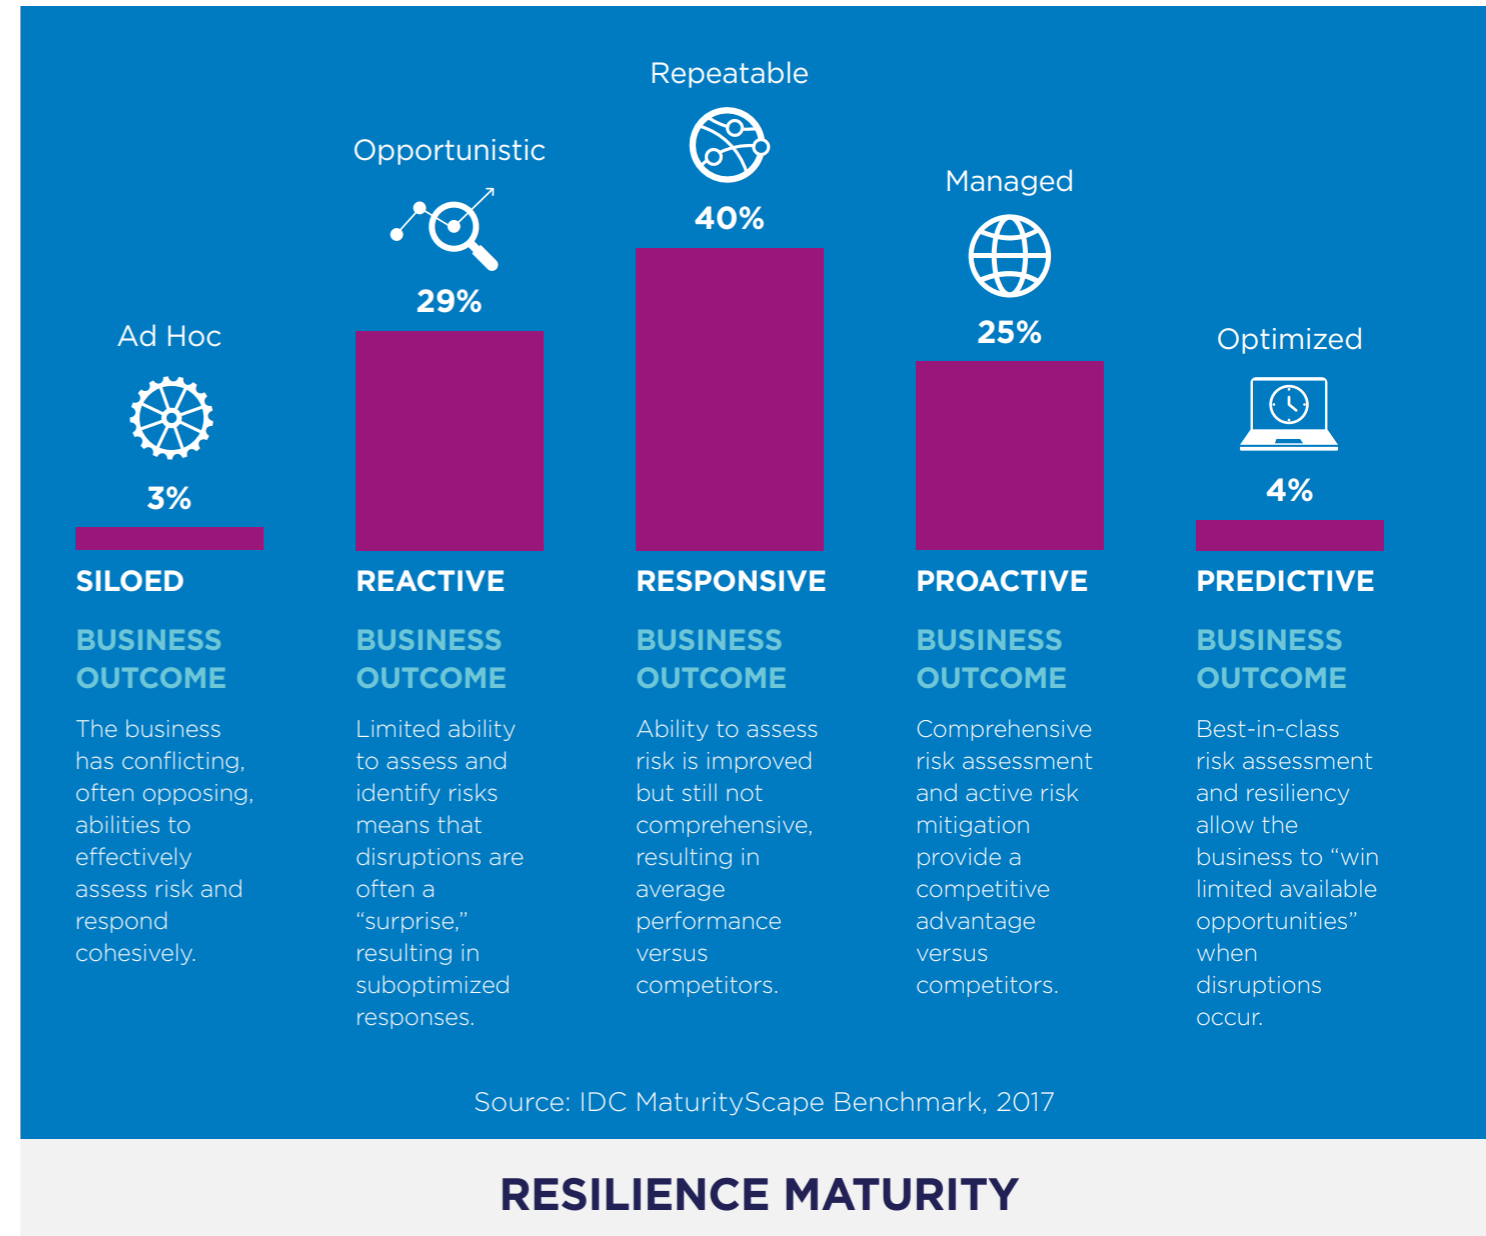 Ad Hoc
3%
SILOED
BUSINESS
OUTCOME
The business
has conflicting,
often opposing,
abilities to
effectively
assess risk and
respond
cohesively.
Opportunistic
29%
REACTIVE
BUSINESS
OUTCOME
Limited ability
to assess and
identify risks
means that
disruptions are
often a
“surprise,”
resulting in
suboptimized
responses.
Repeatable
40%
RESPONSIVE
BUSINESS
OUTCOME
Ability to assess
risk is improved
but still not
comprehensive,
resulting in
average
performance
versus
competitors.
Managed
25%
PROACTIVE
BUSINESS
OUTCOME
Comprehensive
risk assessment
and active risk
mitigation
provide a
competitive
advantage
versus
competitors.
Optimized
4%
PREDICTIVE
BUSINESS
OUTCOME
Best-in-class
risk assessment
and resiliency
allow the
business to “win
limited available
opportunities”
when
disruptions
occur.
Source: IDC MaturityScape Benchmark, 2017
RESILIENCE MATURITY